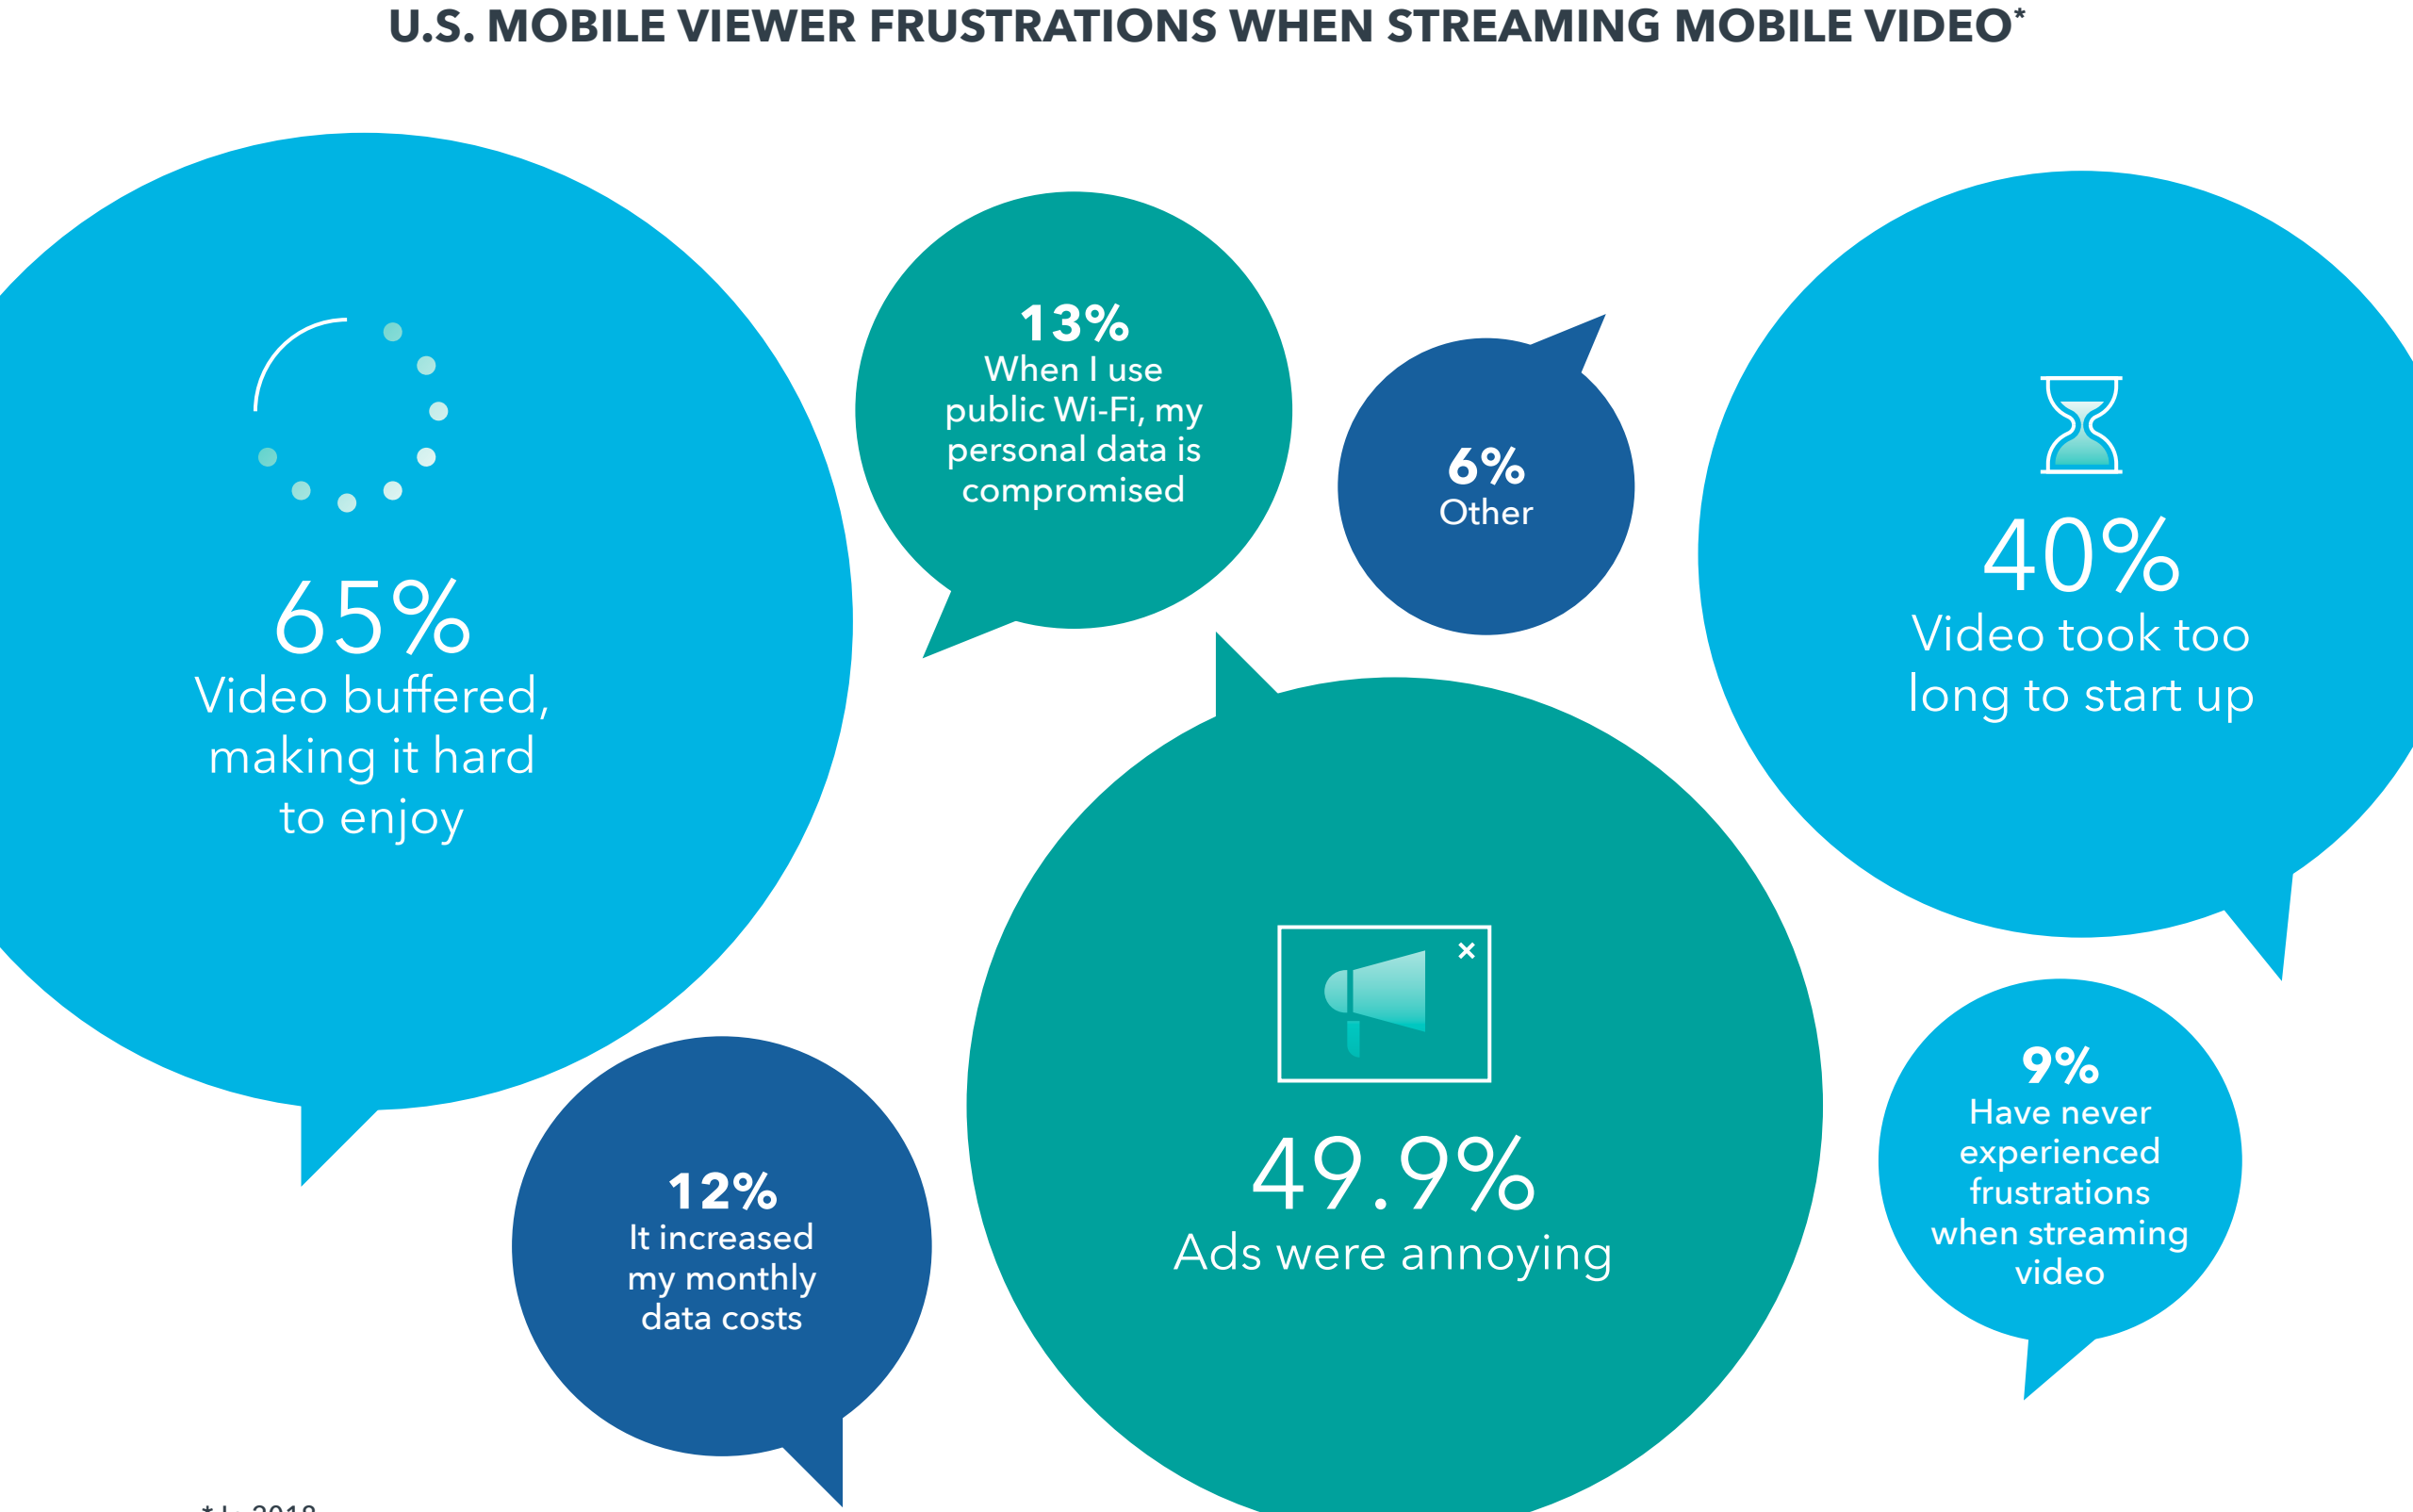 U.S. MOBILE VIEWER FRUSTRATIONS WHEN STREAMING MOBILE VIDEO*
65%
Video buffered,
making it hard
to enjoy
13%
When I use
public Wi-Fi, my
personal data is
compromised
6%
Other
40%
Video took too
long to start up
12%
It increased
my monthly
data costs
49.9%
Ads were annoying
9%
Have never
experienced
frustrations
when streaming
video
* In 2018